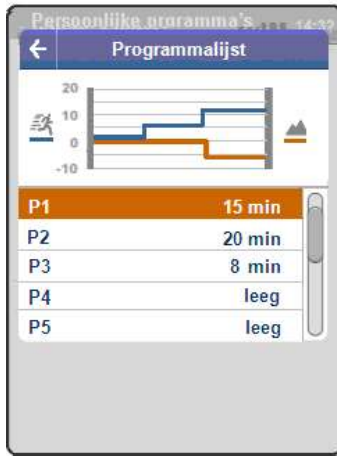 Persoonlijke programma's 14:32
Programmalijst
20
10
0
-10
P1 15 min
P2 20 min
P3 8 min
P4 leeg
P5 leeg